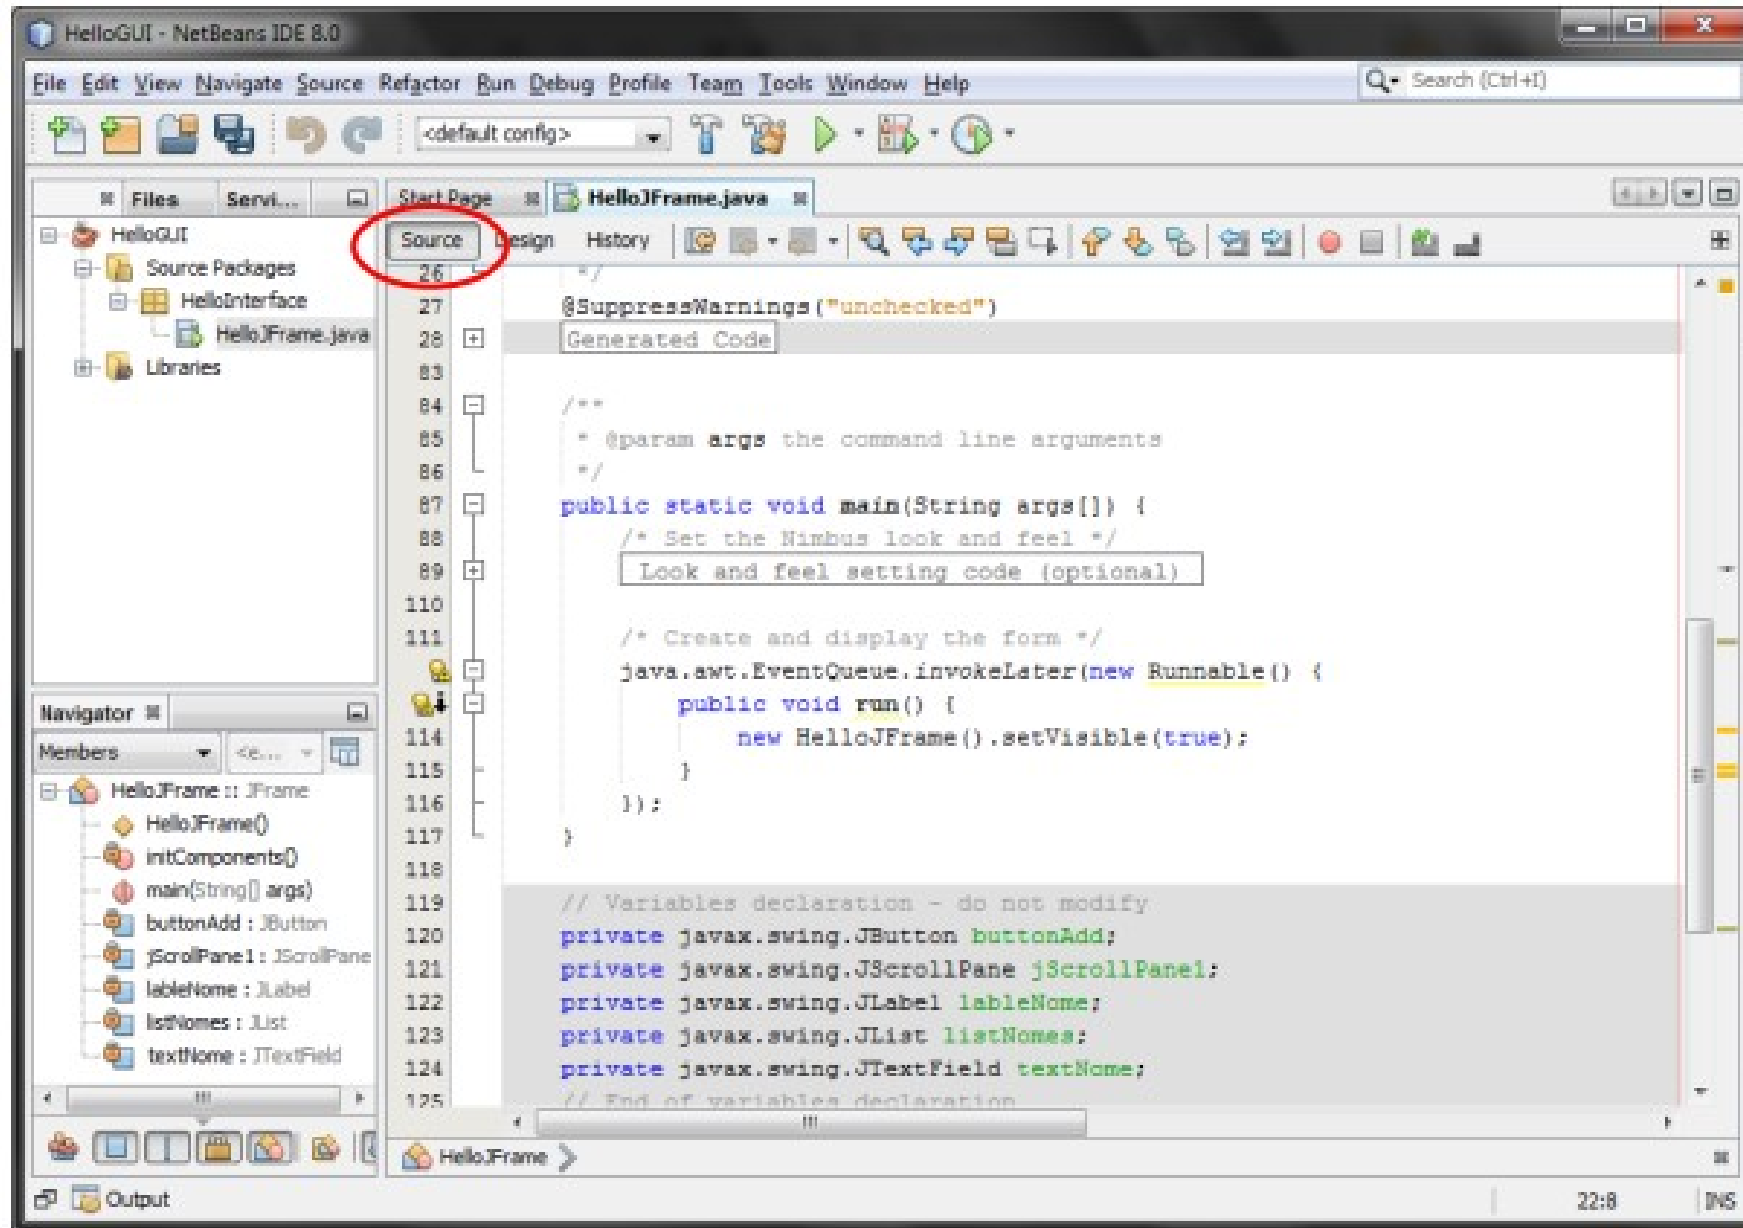 HelloGUI - NetBeans IDE 8.0
File Edit View Navigate Source Refactor Run Debug Profile Team Tools Window Help
Search (Ctrl+I)
<default config>
Files Servi...
HelloGUI
Source Packages
HelloInterface
HelloJFrame.java
Libraries
Navigator
Members <e...
HelloJFrame :: JFrame
HelloJFrame()
initComponents()
main(String[] args)
buttonAdd : JButton
jScrollPane1 : JScrollPane
lableNome : JLabel
listNomes : JList
textNome : JTextField
Start Page HelloJFrame.java
Source Design History
26 */
27 @SuppressWarnings("unchecked")
28 Generated Code
83
84 /**
85 * @param args the command line arguments
86 */
87 public static void main(String args[]) {
88 /* Set the Nimbus look and feel */
89 Look and feel setting code (optional)
110
111 /* Create and display the form */
java.awt.EventQueue.invokeLater(new Runnable() {
public void run() {
114 new HelloJFrame().setVisible(true);
115 }
116 });
117 }
118
119 // Variables declaration - do not modify
120 private javax.swing.JButton buttonAdd;
121 private javax.swing.JScrollPane jScrollPane1;
122 private javax.swing.JLabel lableNome;
123 private javax.swing.JList listNomes;
124 private javax.swing.JTextField textNome;
125 // End of variables declaration
HelloJFrame
Output
22:8 INS